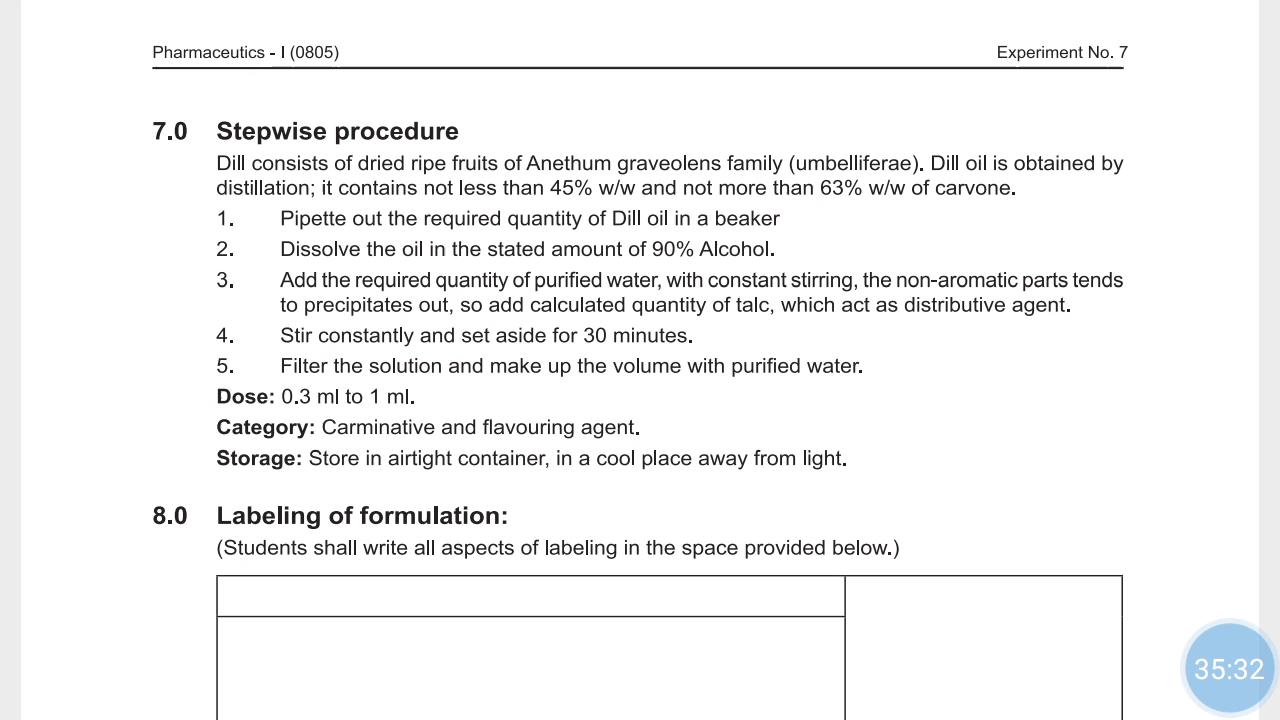 Pharmaceutics - I (0805) Experiment No. 7
7.0 Stepwise procedure
Dill consists of dried ripe fruits of Anethum graveolens family (umbelliferae). Dill oil is obtained by
distillation; it contains not less than 45% w/w and not more than 63% w/w of carvone.
1. Pipette out the required quantity of Dill oil in a beaker
2. Dissolve the oil in the stated amount of 90% Alcohol.
3. Add the required quantity of purified water, with constant stirring, the non-aromatic parts tends
to precipitates out, so add calculated quantity of talc, which act as distributive agent.
4. Stir constantly and set aside for 30 minutes.
5. Filter the solution and make up the volume with purified water.
Dose: 0.3 ml to 1 ml.
Category: Carminative and flavouring agent.
Storage: Store in airtight container, in a cool place away from light.
8.0 Labeling of formulation:
(Students shall write all aspects of labeling in the space provided below.)
35:32